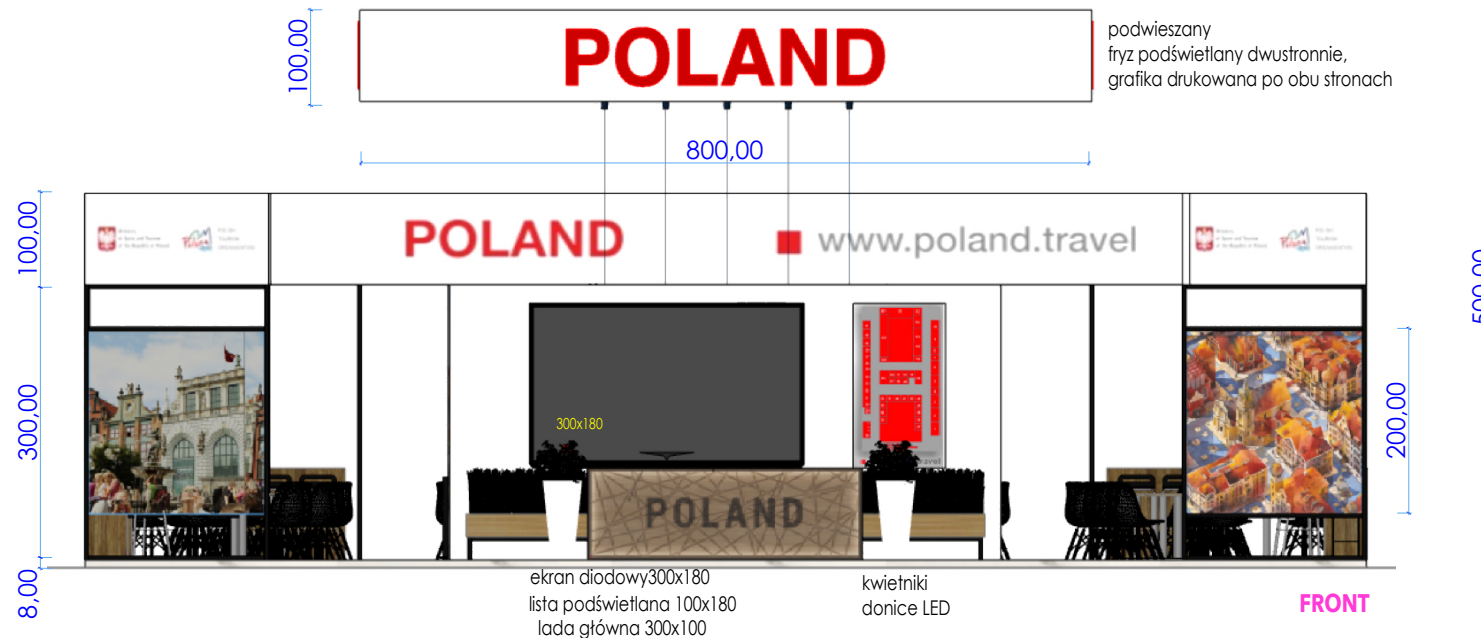 100,00
POLAND
podwieszany
fryz podświetlany dwustronnie,
grafika drukowana po obu stronach
800,00
100,00
POLAND
www.poland.travel
500,00
300,00
300x180
200,00
POLAND
8,00
ekran diodowy300x180
lista podświetlana 100x180
lada główna 300x100
kwietniki
donice LED
FRONT